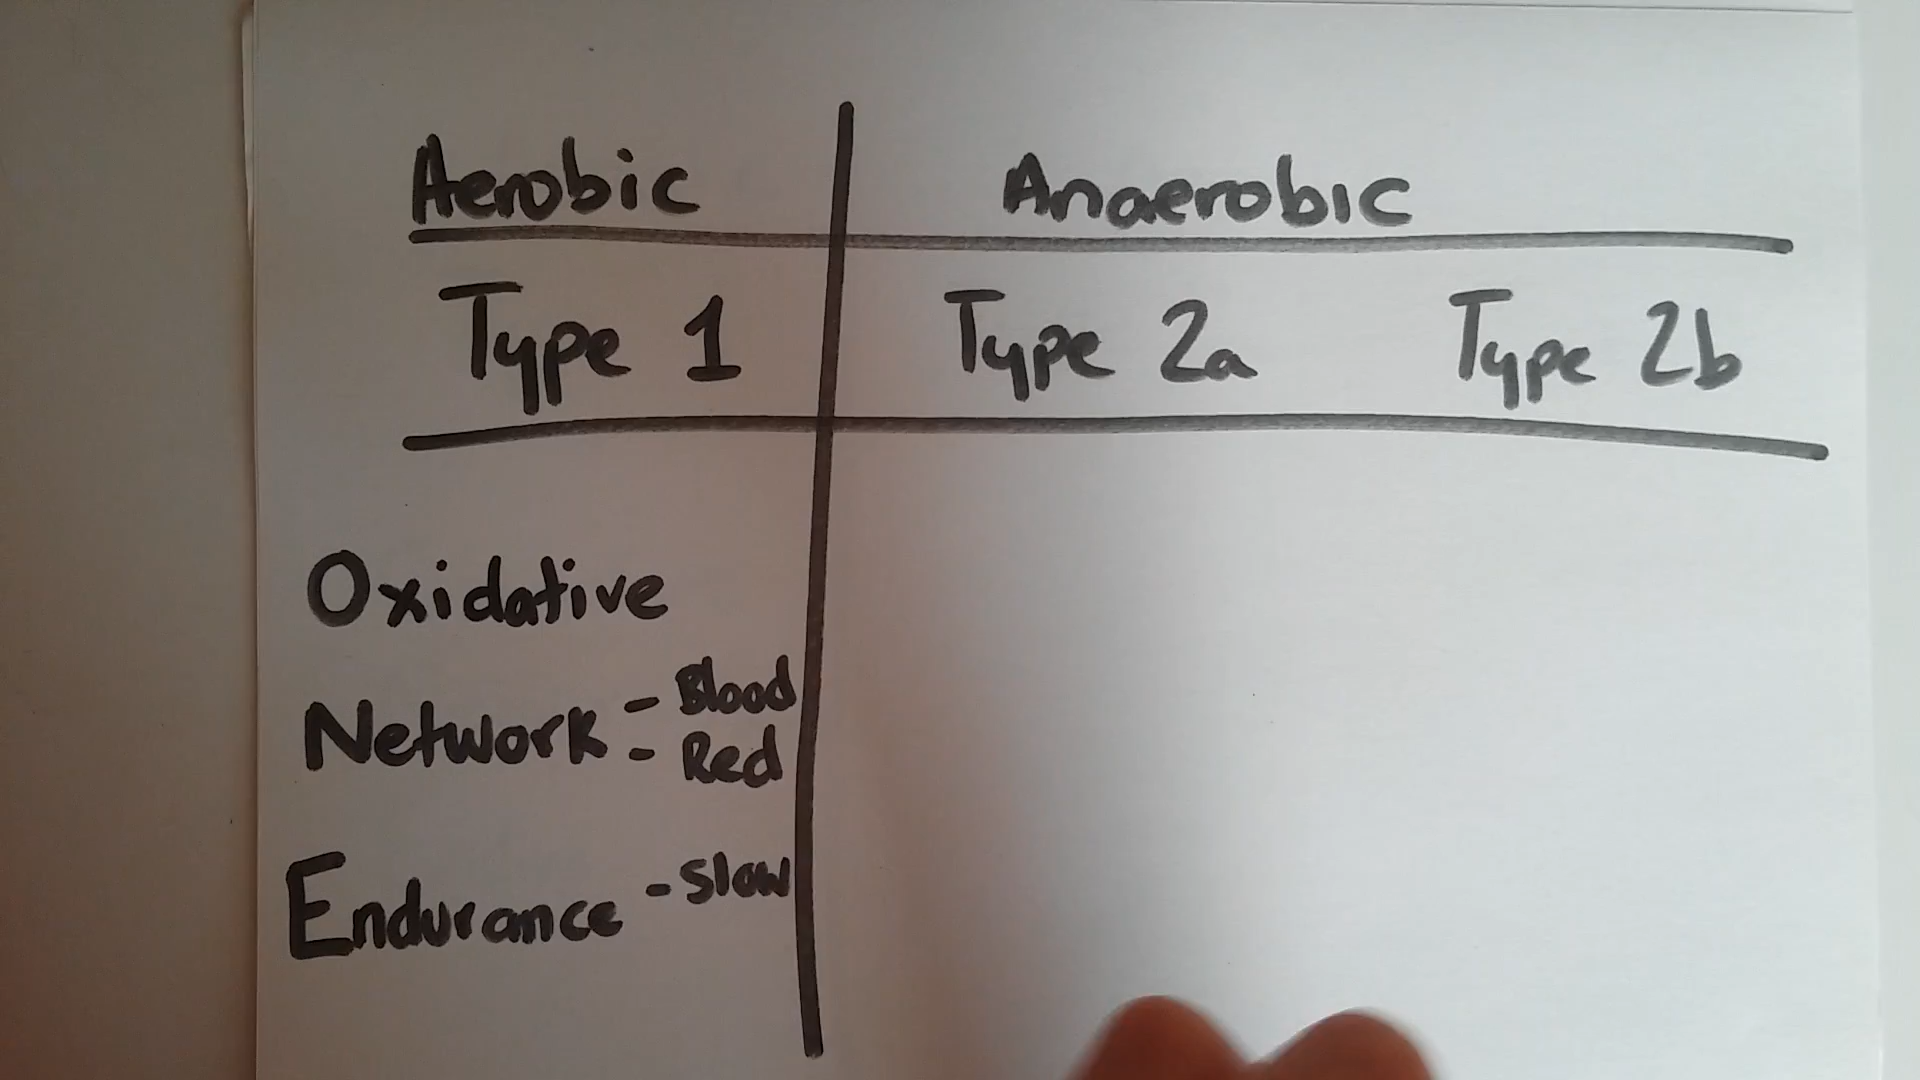 Aerobic Anaerobic
Type 1 Type 2a Type 2b
Oxidative
Network - Blood
- Red
Endurance - Slow